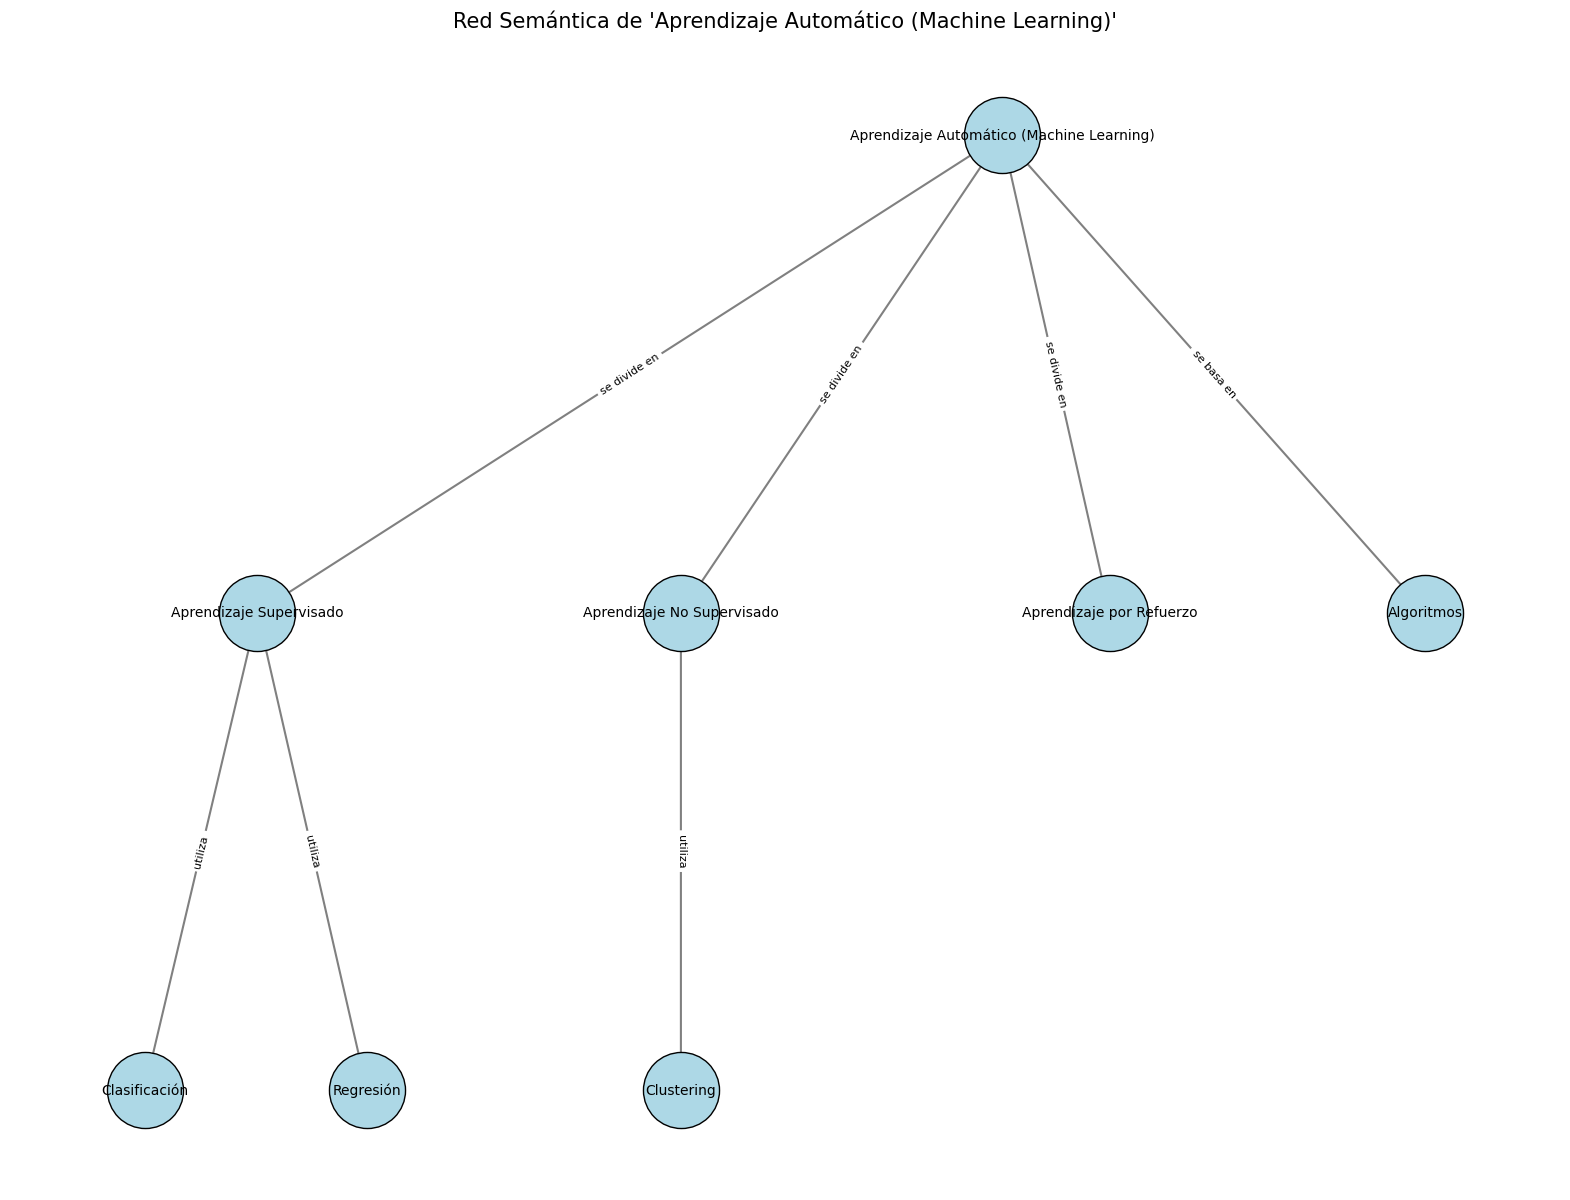 Red Semántica de 'Aprendizaje Automático (Machine Learning)'
Aprendizaje Automático (Machine Learning)
se divide en
se divide en
se divide en
se basa en
Aprendizaje Supervisado
Aprendizaje No Supervisado
Aprendizaje por Refuerzo
Algoritmos
utiliza
utiliza
utiliza
Clasificación
Regresión
Clustering